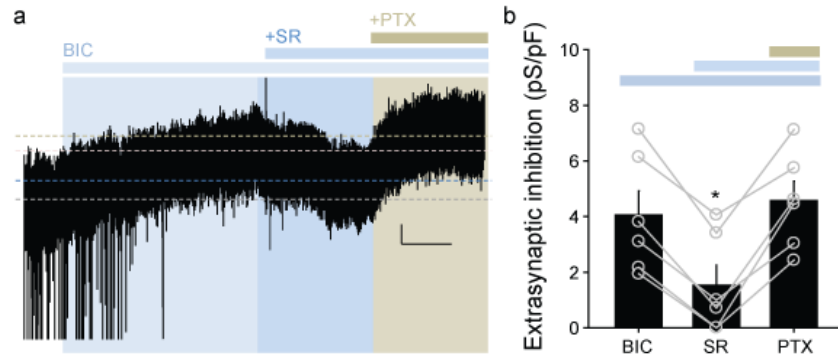 a
+PTX
+SR
BIC
b
Extrasynaptic inhibition (pS/pF)
10
8
6
4
2
0
*
BIC SR PTX